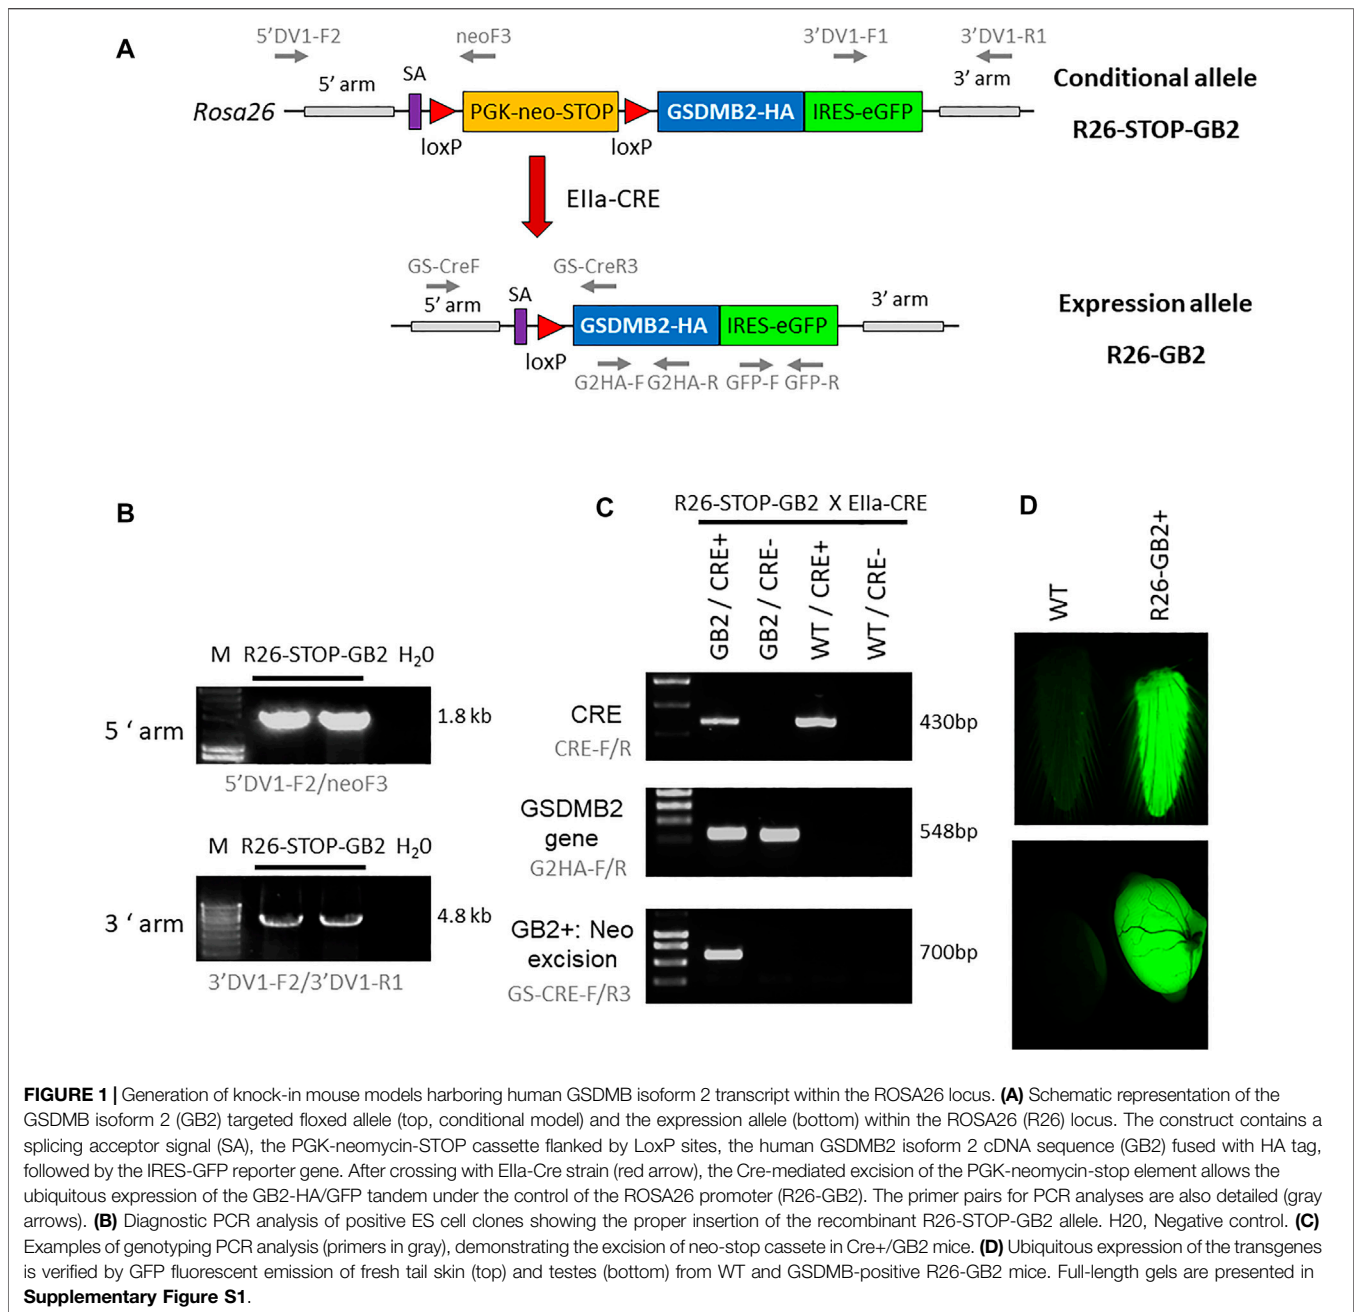 A
5'DV1-F2
neoF3
3'DV1-F1
3'DV1-R1
5' arm
SA
3' arm
Conditional allele
Rosa26
PGK-neo-STOP
GSDMB2-HA
IRES-eGFP
R26-STOP-GB2
loxP
loxP
EIIa-CRE
GS-CreF
GS-CreR3
5' arm
SA
3' arm
Expression allele
GSDMB2-HA
IRES-eGFP
R26-GB2
loxP
G2HA-F
G2HA-R
GFP-F
GFP-R
B
M R26-STOP-GB2 H20
5 ' arm
1.8 kb
5'DV1-F2/neoF3
M R26-STOP-GB2 H20
3 ' arm
4.8 kb
3'DV1-F2/3'DV1-R1
C
R26-STOP-GB2 X EIIa-CRE
GB2 / CRE+
GB2 / CRE-
WT / CRE+
WT / CRE-
CRE
CRE-F/R
430bp
GSDMB2
gene
G2HA-F/R
548bp
GB2+: Neo
excision
GS-CRE-F/R3
700bp
D
WT
R26-GB2+
FIGURE 1 | Generation of knock-in mouse models harboring human GSDMB isoform 2 transcript within the ROSA26 locus. (A) Schematic representation of the
GSDMB isoform 2 (GB2) targeted floxed allele (top, conditional model) and the expression allele (bottom) within the ROSA26 (R26) locus. The construct contains a
splicing acceptor signal (SA), the PGK-neomycin-STOP cassette flanked by LoxP sites, the human GSDMB2 isoform 2 cDNA sequence (GB2) fused with HA tag,
followed by the IRES-GFP reporter gene. After crossing with EIIa-Cre strain (red arrow), the Cre-mediated excision of the PGK-neomycin-stop element allows the
ubiquitous expression of the GB2-HA/GFP tandem under the control of the ROSA26 promoter (R26-GB2). The primer pairs for PCR analyses are also detailed (gray
arrows). (B) Diagnostic PCR analysis of positive ES cell clones showing the proper insertion of the recombinant R26-STOP-GB2 allele. H20, Negative control. (C)
Examples of genotyping PCR analysis (primers in gray), demonstrating the excision of neo-stop cassete in Cre+/GB2 mice. (D) Ubiquitous expression of the transgenes
is verified by GFP fluorescent emission of fresh tail skin (top) and testes (bottom) from WT and GSDMB-positive R26-GB2 mice. Full-length gels are presented in
Supplementary Figure S1.